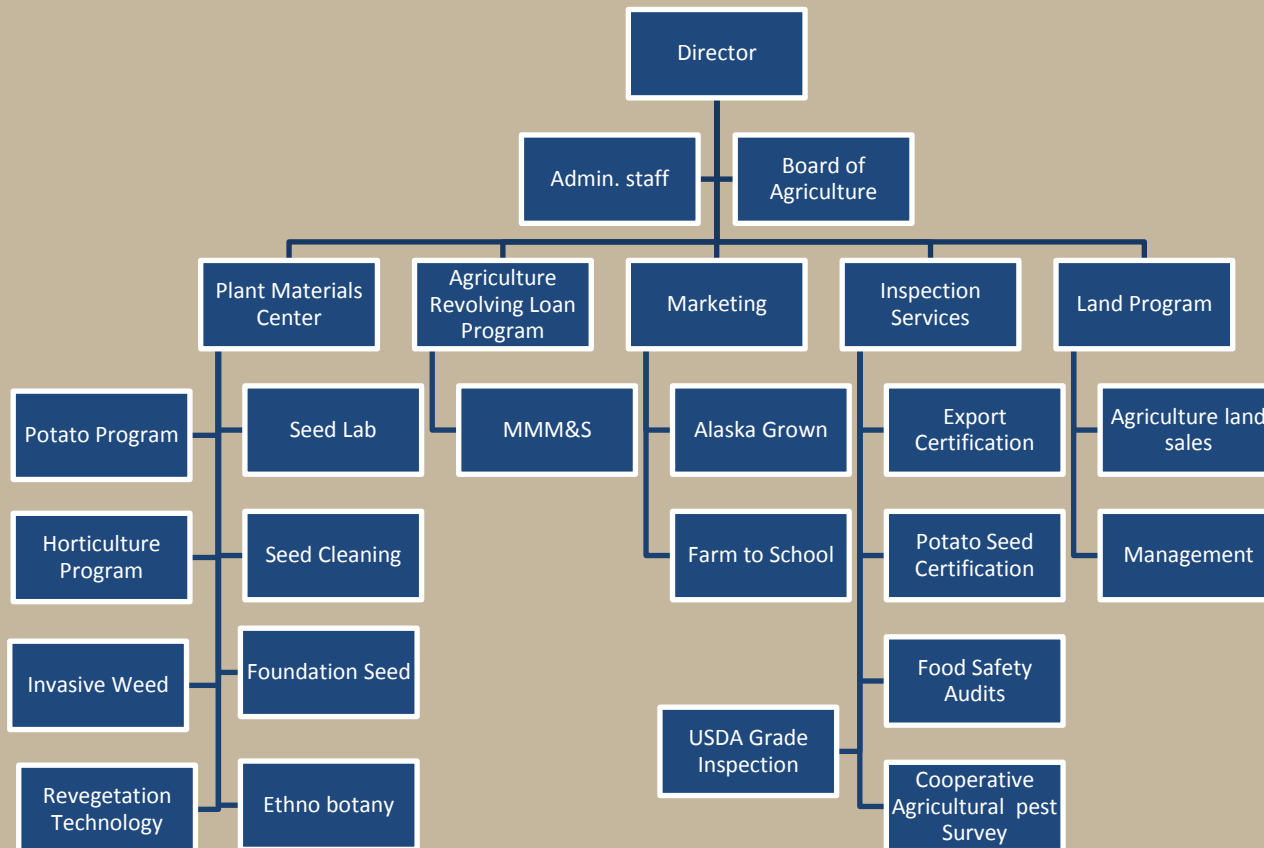 Director
Admin. staff
Board of
Agriculture
Plant Materials
Center
Agriculture
Revolving Loan
Program
Marketing
Inspection
Services
Land Program
Potato Program
Seed Lab
MMM&S
Alaska Grown
Export
Certification
Agriculture land
sales
Horticulture
Program
Seed Cleaning
Farm to School
Potato Seed
Certification
Management
Invasive Weed
Foundation Seed
Food Safety
Audits
USDA Grade
Inspection
Revegetation
Technology
Ethno botany
Cooperative
Agricultural pest
Survey